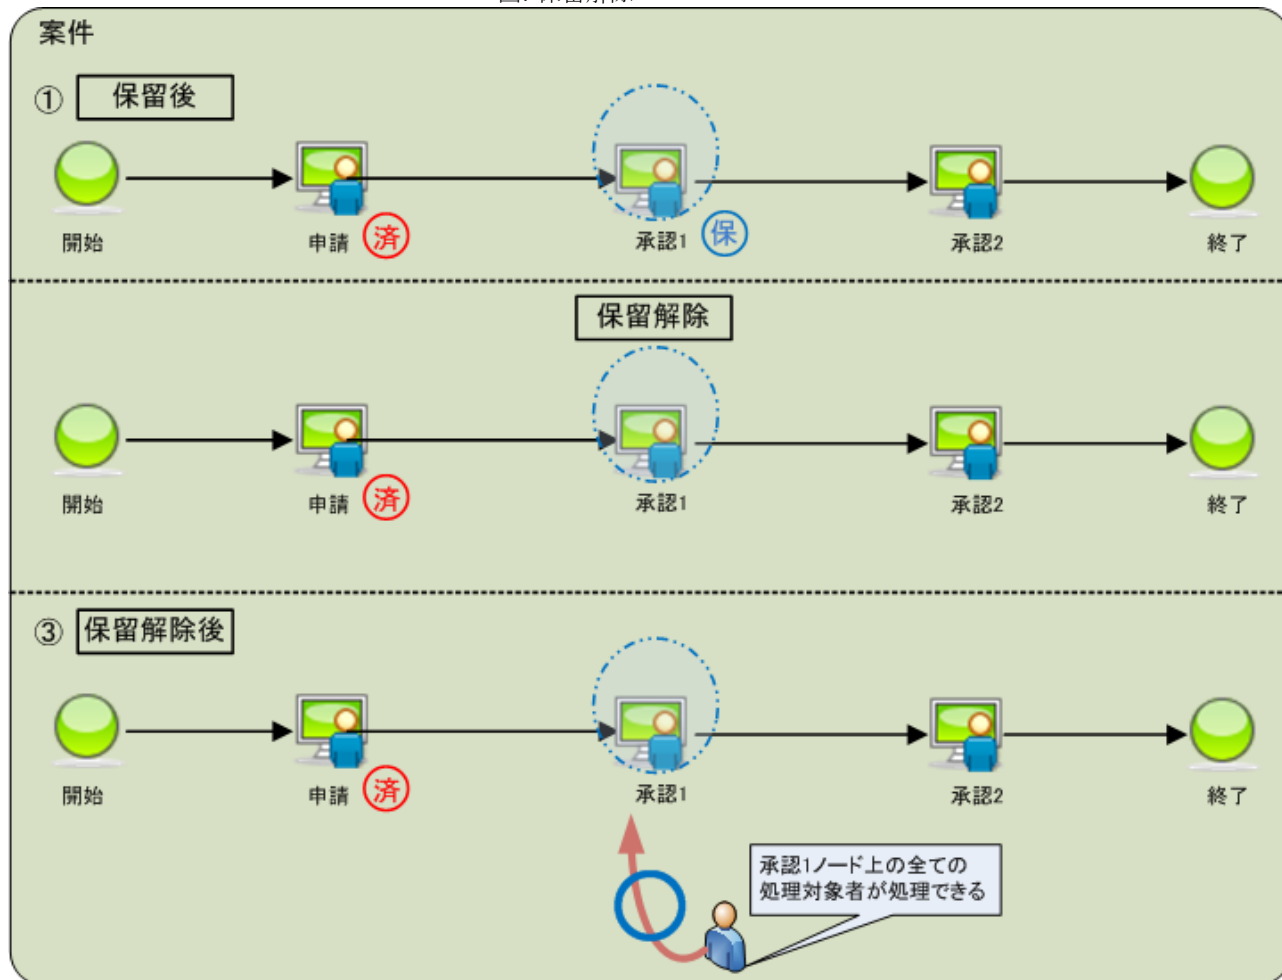 案件
① 保留後
開始 申請 済 承認1 保 承認2 終了
保留解除
開始 申請 済 承認1 承認2 終了
③ 保留解除後
開始 申請 済 承認1 承認2 終了
承認1ノード上の全ての
処理対象者が処理できる